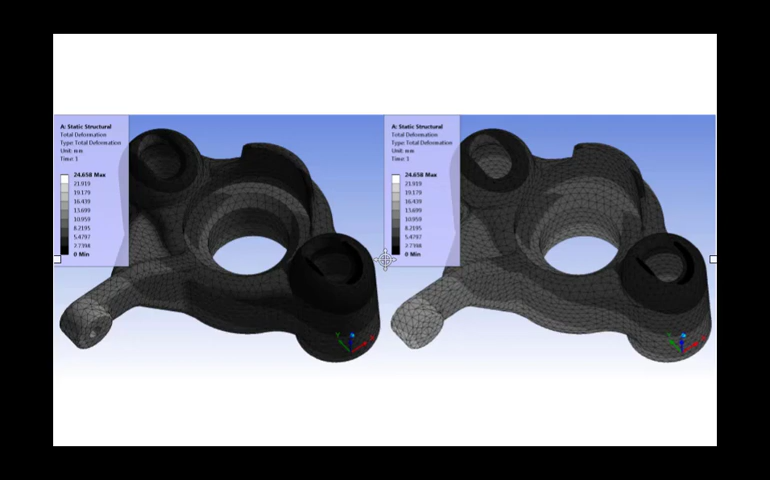 A: Static Structural
Total Deformation
Type: Total Deformation
Unit: mm
Time: 1
24.658 Max
21.919
19.179
16.439
13.699
10.959
8.2195
5.4797
2.7398
0 Min
A: Static Structural
Total Deformation
Type: Total Deformation
Unit: mm
Time: 1
24.658 Max
21.919
19.179
16.439
13.699
10.959
8.2195
5.4797
2.7398
0 Min